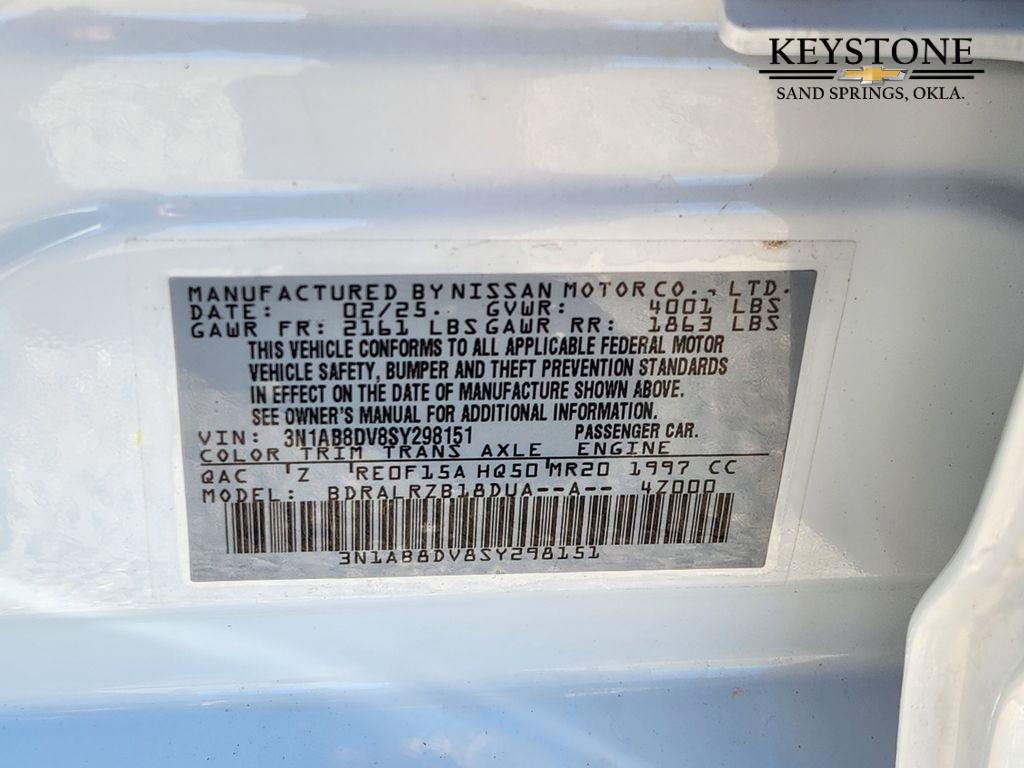 KEYSTONE
SAND SPRINGS, OKLA.
MANUFACTURED BY NISSAN MOTOR CO., LTD.
DATE: 02/25. GVWR: 4001 LBS
GAWR FR: 2161 LBS GAWR RR: 1863 LBS
THIS VEHICLE CONFORMS TO ALL APPLICABLE FEDERAL MOTOR
VEHICLE SAFETY, BUMPER AND THEFT PREVENTION STANDARDS
IN EFFECT ON THE DATE OF MANUFACTURE SHOWN ABOVE.
SEE OWNER'S MANUAL FOR ADDITIONAL INFORMATION.
VIN: 3N1AB8DV8SY298151 PASSENGER CAR.
COLOR TRIM TRANS AXLE ENGINE
QAC Z RE0F15A HQ50 MR20 1997 CC
MODEL: BDRALRZB18DUA--A-- 4Z000
3N1AB8DV8SY298151